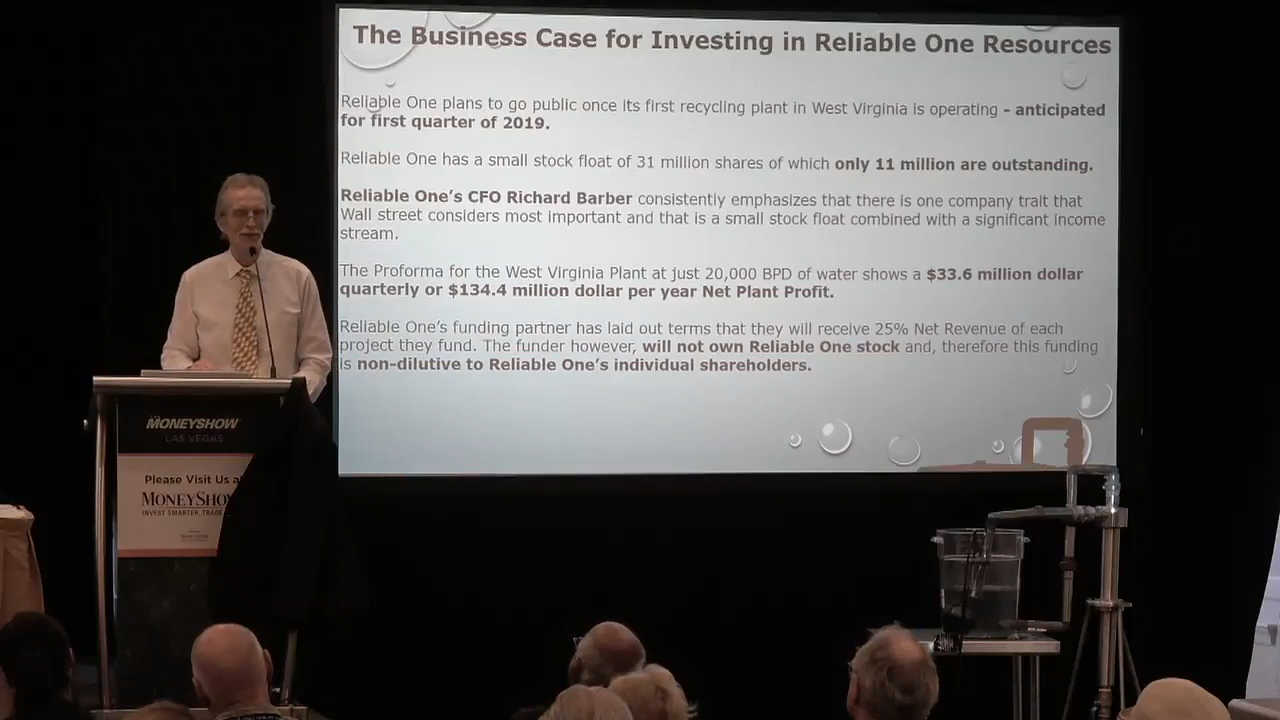 The Business Case for Investing in Reliable One Resources
Reliable One plans to go public once its first recycling plant in West Virginia is operating – anticipated
for first quarter of 2019.
Reliable One has a small stock float of 31 million shares of which only 11 million are outstanding.
Reliable One's CFO Richard Barber consistently emphasizes that there is one company trait that
Wall street considers most important and that is a small stock float combined with a significant income
stream.
The Proforma for the West Virginia Plant at just 20,000 BPD of water shows a $33.6 million dollar
quarterly or $134.4 million dollar per year Net Plant Profit.
Reliable One's funding partner has laid out terms that they will receive 25% Net Revenue of each
project they fund. The funder however, will not own Reliable One stock and, therefore this funding
is non-dilutive to Reliable One's individual shareholders.
MONEYSHOW
LAS VEGAS
Please Visit Us a
MONEYSHO
INVEST SMARTER, TRADE